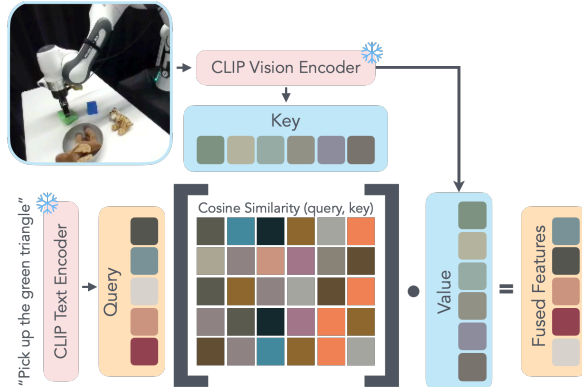 CLIP Vision Encoder
Key
Cosine Similarity (query, key)
"Pick up the green triangle"
CLIP Text Encoder
Query
Value
=
Fused Features